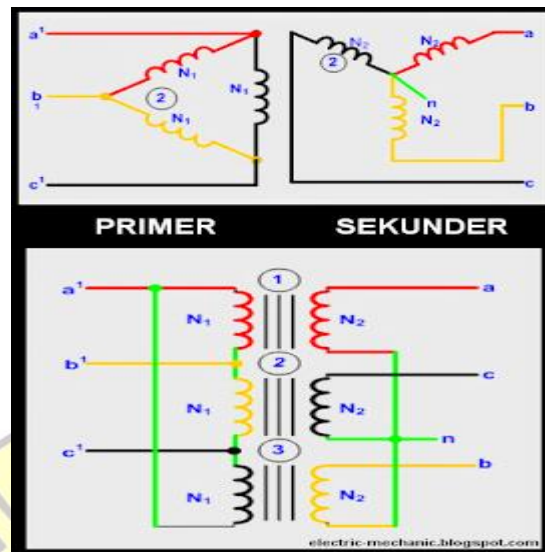 a¹ N₁ N₁ b 1 2 N₁ c¹
N₂ 2 N₂ a n N₂ b c
PRIMER SEKUNDER
1
a¹ N₁ N₂ a
b¹ 2 c
N₁ N₂
c¹ 3 n
b
N₁ N₂
electric-mechanic.blogspot.com